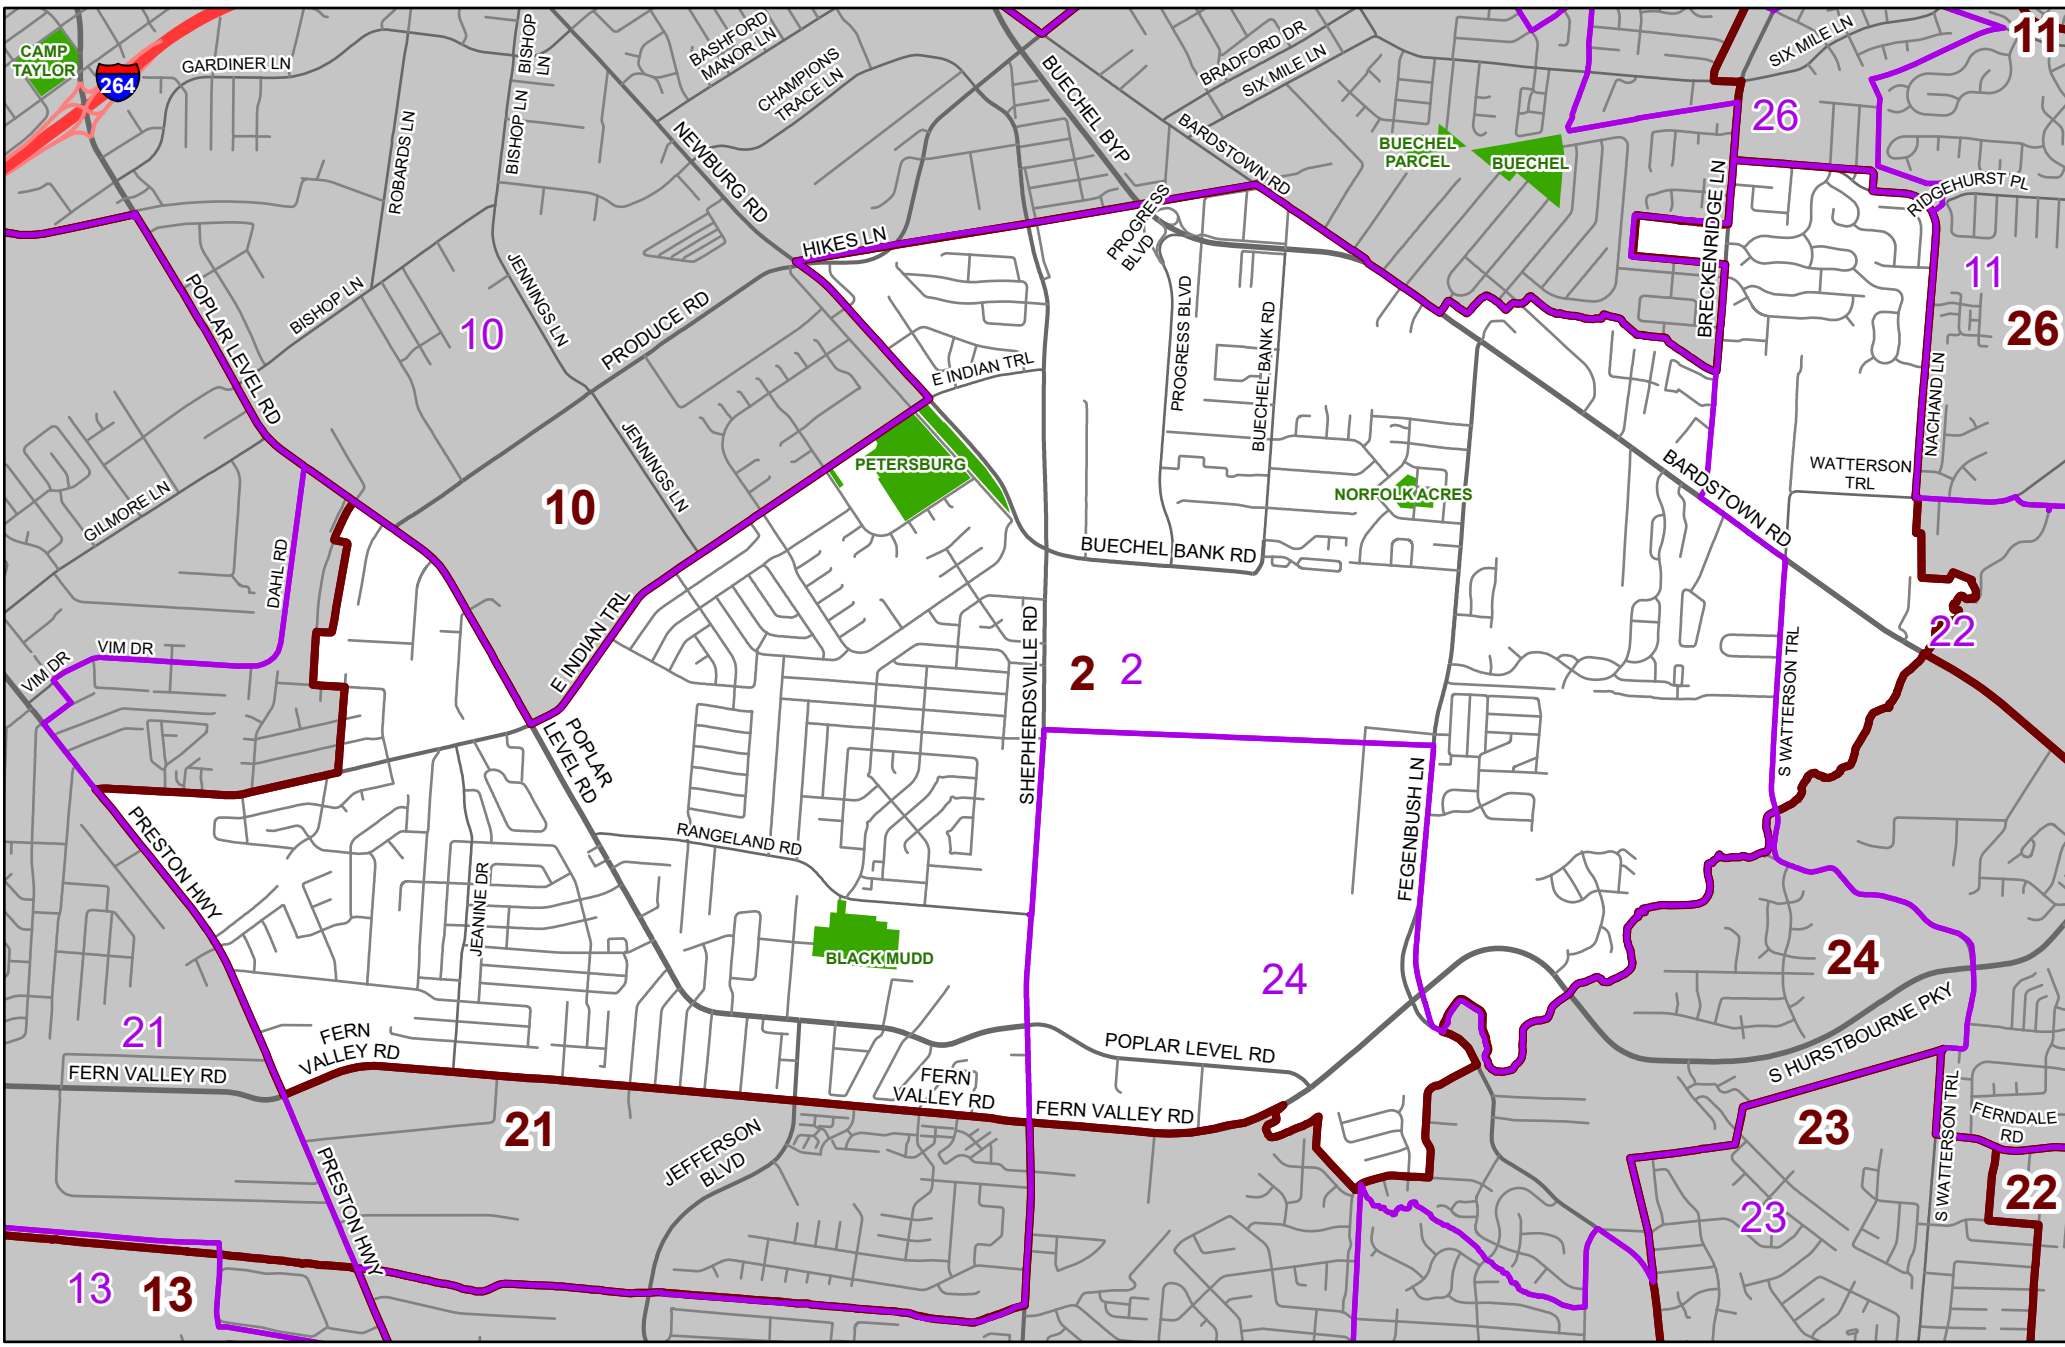 CAMP
TAYLOR
264
GARDINER LN
BISHOP
LN
BASHFORD
MANOR LN
CHAMPIONS
TRACE LN
BUECHEL BYP
BRADFORD DR
SIX MILE LN
SIX MILE LN
11
26
ROBARDS LN
BISHOP LN
NEWBURG RD
BARDSTOWN RD
BUECHEL
PARCEL
BUECHEL
BRECKENRIDGE LN
RIDGEHURST PL
HIKES LN
PROGRESS
BLVD
POPLAR LEVEL RD
BISHOP LN
JENNINGS LN
10
PRODUCE RD
PROGRESS BLVD
BUECHEL BANK RD
11
26
E INDIAN TRL
NACHAND LN
JENNINGS LN
PETERSBURG
NORFOLK ACRES
BARDSTOWN RD
WATTERSON
TRL
GILMORE LN
10
DAHL RD
BUECHEL BANK RD
E INDIAN TRL
SHEPHERDSVILLE RD
S WATTERSON TRL
22
VIM DR
VIM DR
2
2
POPLAR
LEVEL RD
FEGENBUSH LN
PRESTON HWY
RANGELAND RD
JEANINE DR
BLACK MUDD
24
24
21
FERN
VALLEY RD
FERN VALLEY RD
POPLAR LEVEL RD
S HURSTBOURNE PKY
FERN
VALLEY RD
FERN VALLEY RD
21
23
FERNDALE
RD
S WATTERSON TRL
JEFFERSON
BLVD
PRESTON HWY
22
23
13
13